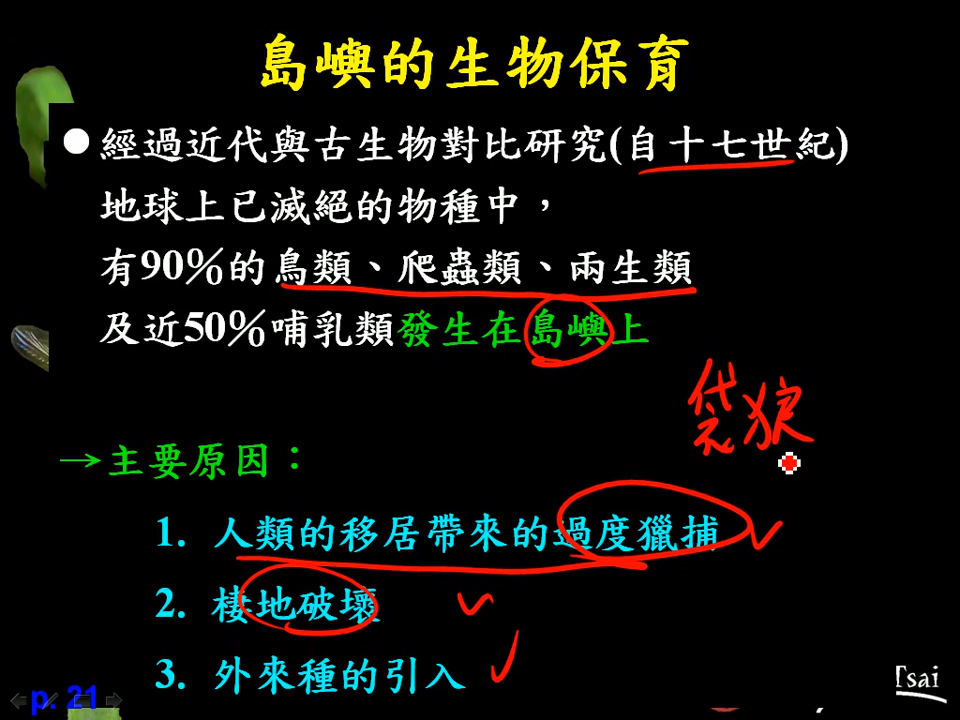 島嶼的生物保育
●經過近代與古生物對比研究(自十七世紀)
地球上已滅絕的物種中，
有90%的鳥類、爬蟲類、兩生類
及近50%哺乳類發生在島嶼上
袋狼
→主要原因：
1. 人類的移居帶來的過度獵捕
2. 棲地破壞
3. 外來種的引入
Tsai
p. 21